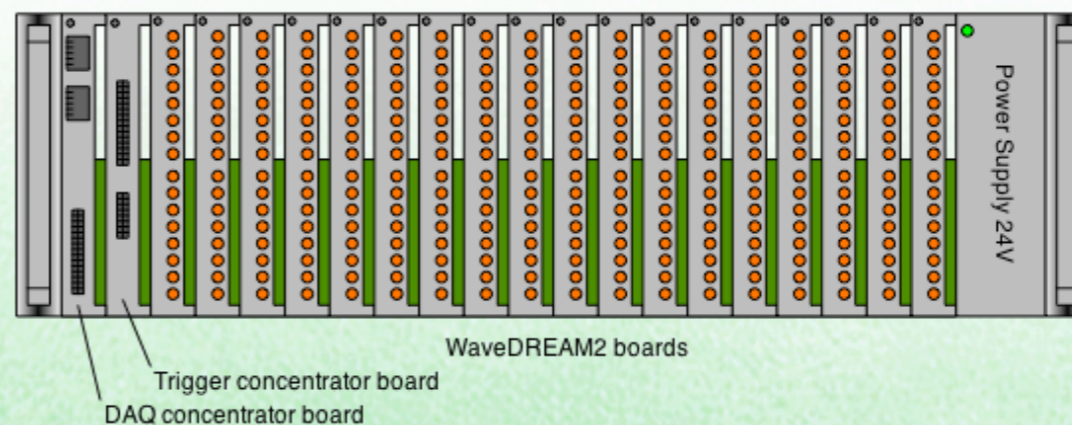 Power Supply 24V
WaveDREAM2 boards
Trigger concentrator board
DAQ concentrator board